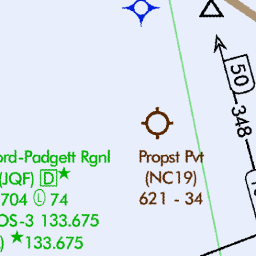 50
348
ord-Padgett Rgnl
(JQF) D★
704 Ⓛ 74
OS-3 133.675
) ★133.675
Propst Pvt
(NC19)
621 - 34